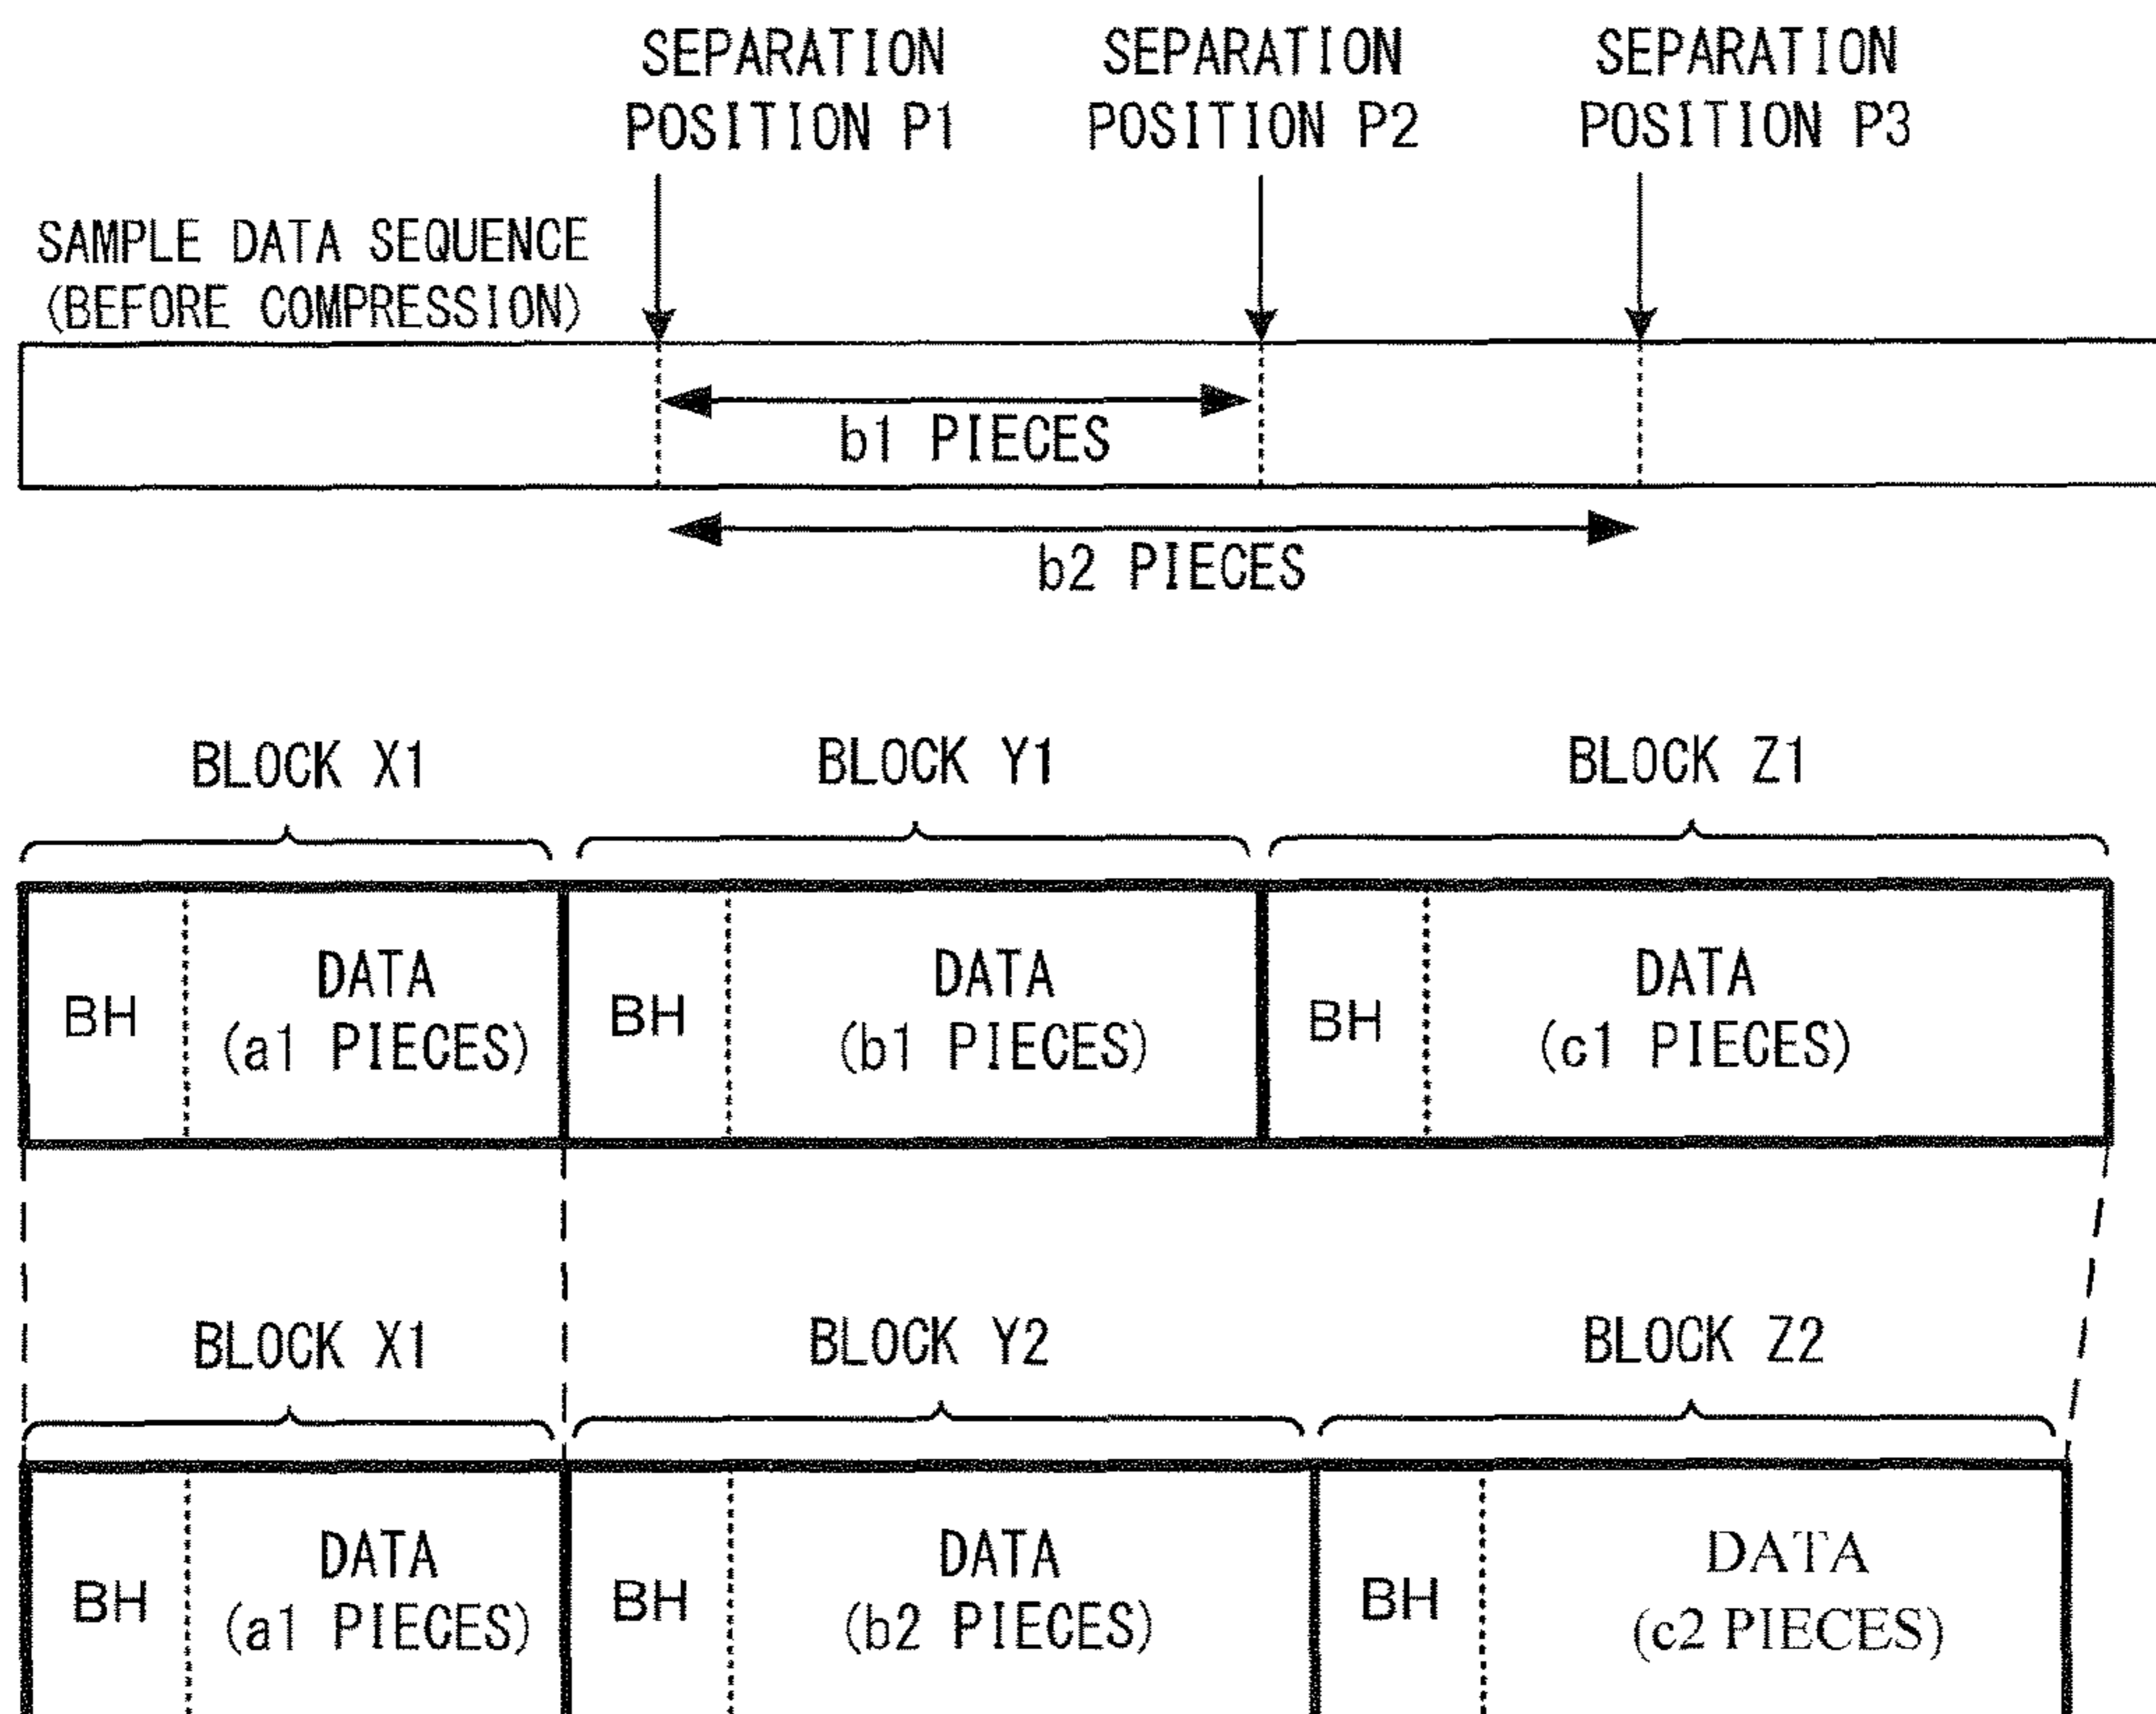 SEPARATION
POSITION P1
SEPARATION
POSITION P2
SEPARATION
POSITION P3
SAMPLE DATA SEQUENCE
(BEFORE COMPRESSION)
b1 PIECES
b2 PIECES
BLOCK X1
BLOCK Y1
BLOCK Z1
BH
DATA
(a1 PIECES)
BH
DATA
(b1 PIECES)
BH
DATA
(c1 PIECES)
BLOCK X1
BLOCK Y2
BLOCK Z2
BH
DATA
(a1 PIECES)
BH
DATA
(b2 PIECES)
BH
DATA
(c2 PIECES)